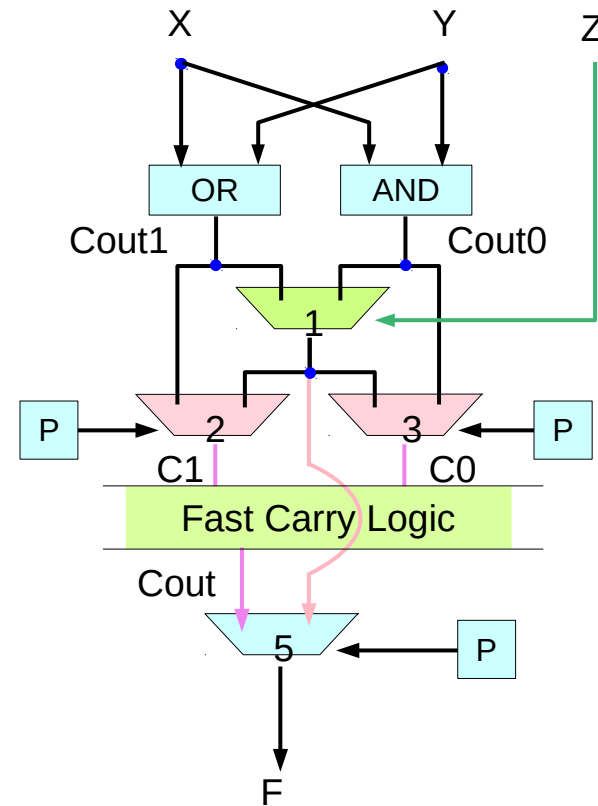 X Y Z
OR AND
Cout1 Cout0
1
P 2 3 P
C1 C0
Fast Carry Logic
Cout
5 P
F